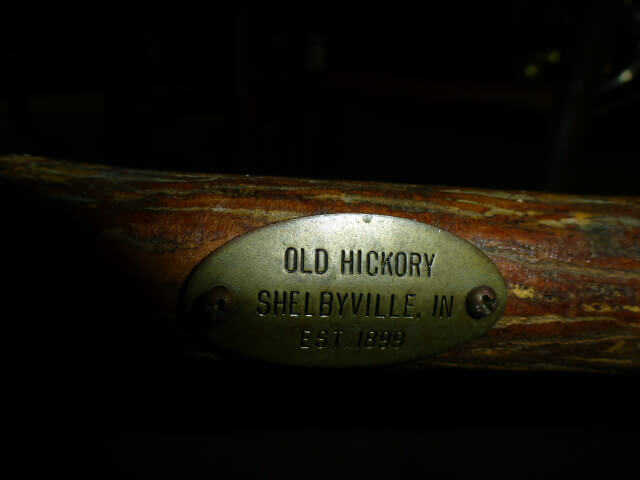 OLD HICKORY
SHELBYVILLE, IN
EST. 1899